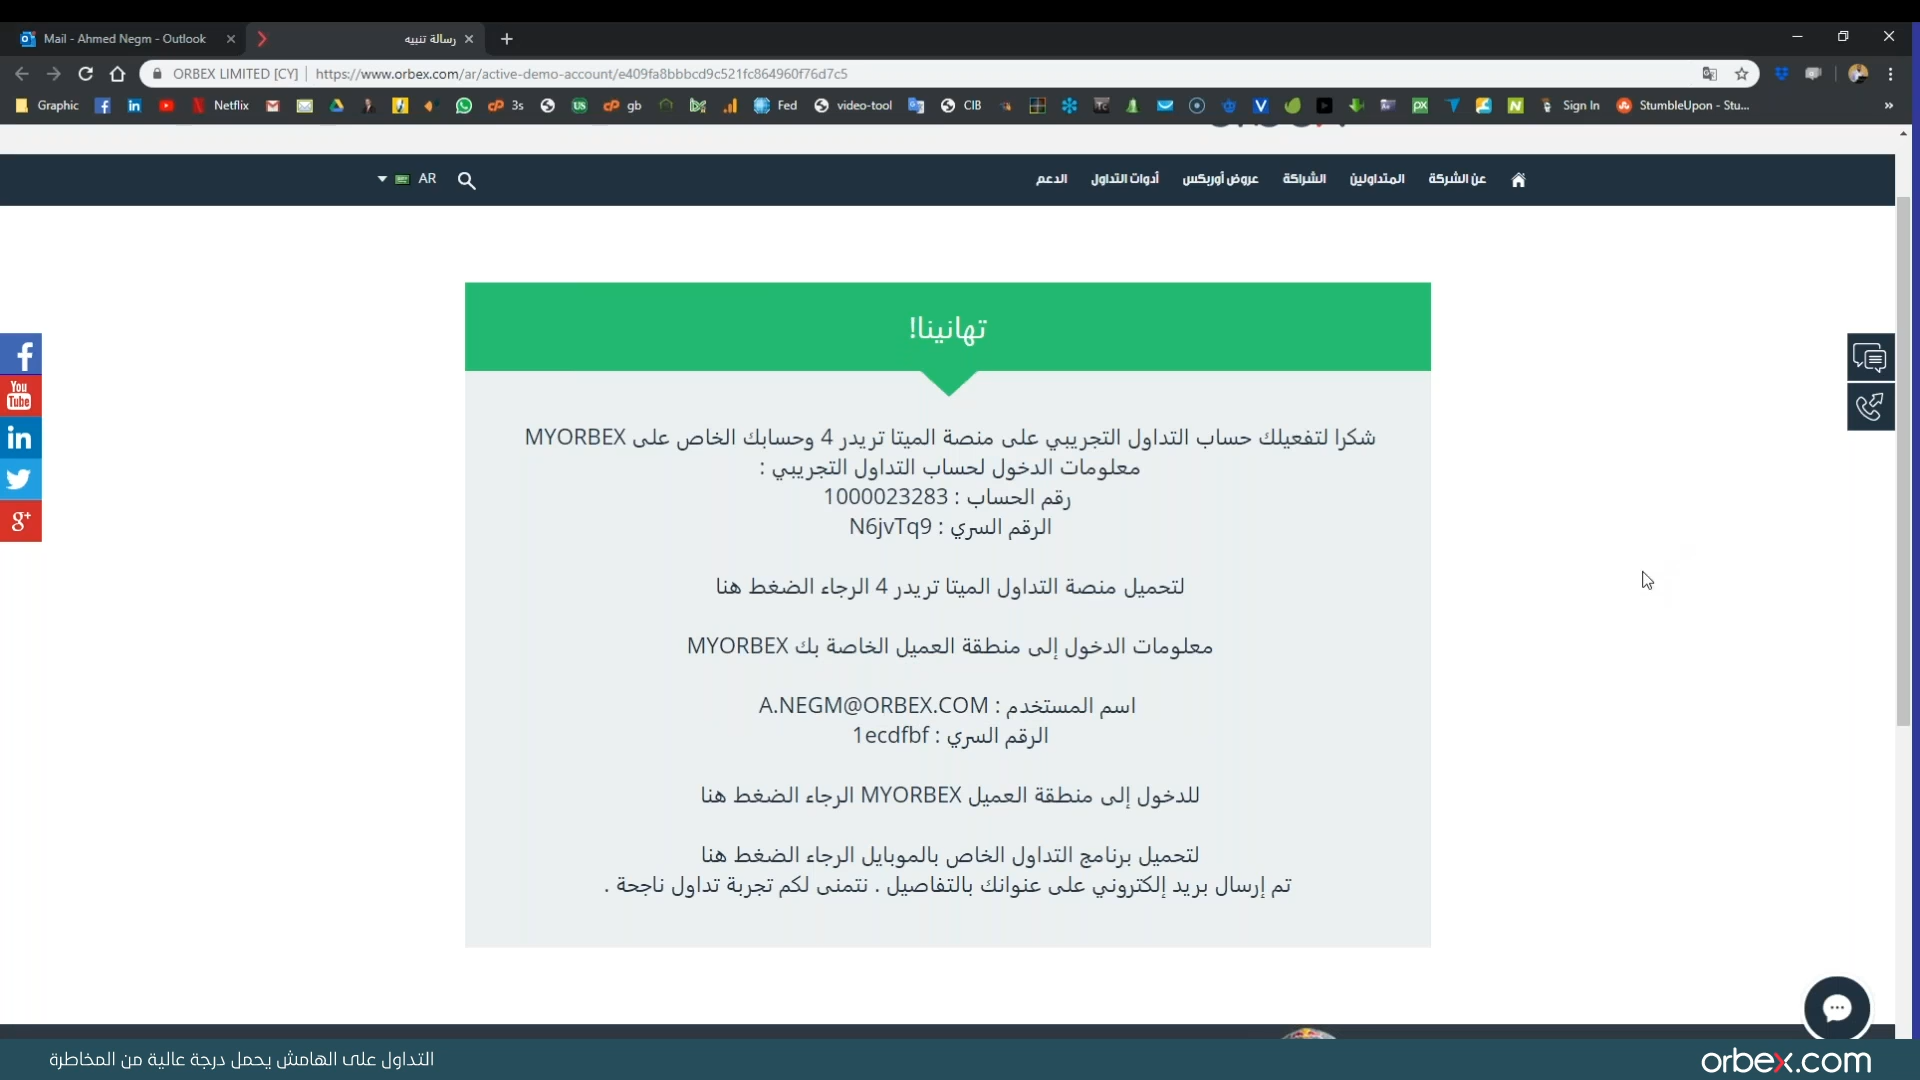 Mail - Ahmed Negm - Outlook
رسالة تنبيه
ORBEX LIMITED [CY]
https://www.orbex.com/ar/active-demo-account/e409fa8bbbcd9c521fc864960f76d7c5
Graphic
Netflix
3s
gb
Fed
video-tool
CIB
Sign In
StumbleUpon - Stu...
عن الشركة
المتداولين
الشراكة
عروض أوربكس
أدوات التداول
الدعم
AR
تهانينا!
شكرا لتفعيلك حساب التداول التجريبي على منصة الميتا تريدر 4 وحسابك الخاص على MYORBEX
معلومات الدخول لحساب التداول التجريبي :
رقم الحساب : 1000023283
الرقم السري : N6jvTq9
لتحميل منصة التداول الميتا تريدر 4 الرجاء الضغط هنا
معلومات الدخول إلى منطقة العميل الخاصة بك MYORBEX
اسم المستخدم : A.NEGM@ORBEX.COM
الرقم السري : 1ecdfbf
للدخول إلى منطقة العميل MYORBEX الرجاء الضغط هنا
لتحميل برنامج التداول الخاص بالموبايل الرجاء الضغط هنا
تم إرسال بريد إلكتروني على عنوانك بالتفاصيل . نتمنى لكم تجربة تداول ناجحة .
You
Tube
in
g+
التداول على الهامش يحمل درجة عالية من المخاطرة
orbex.com